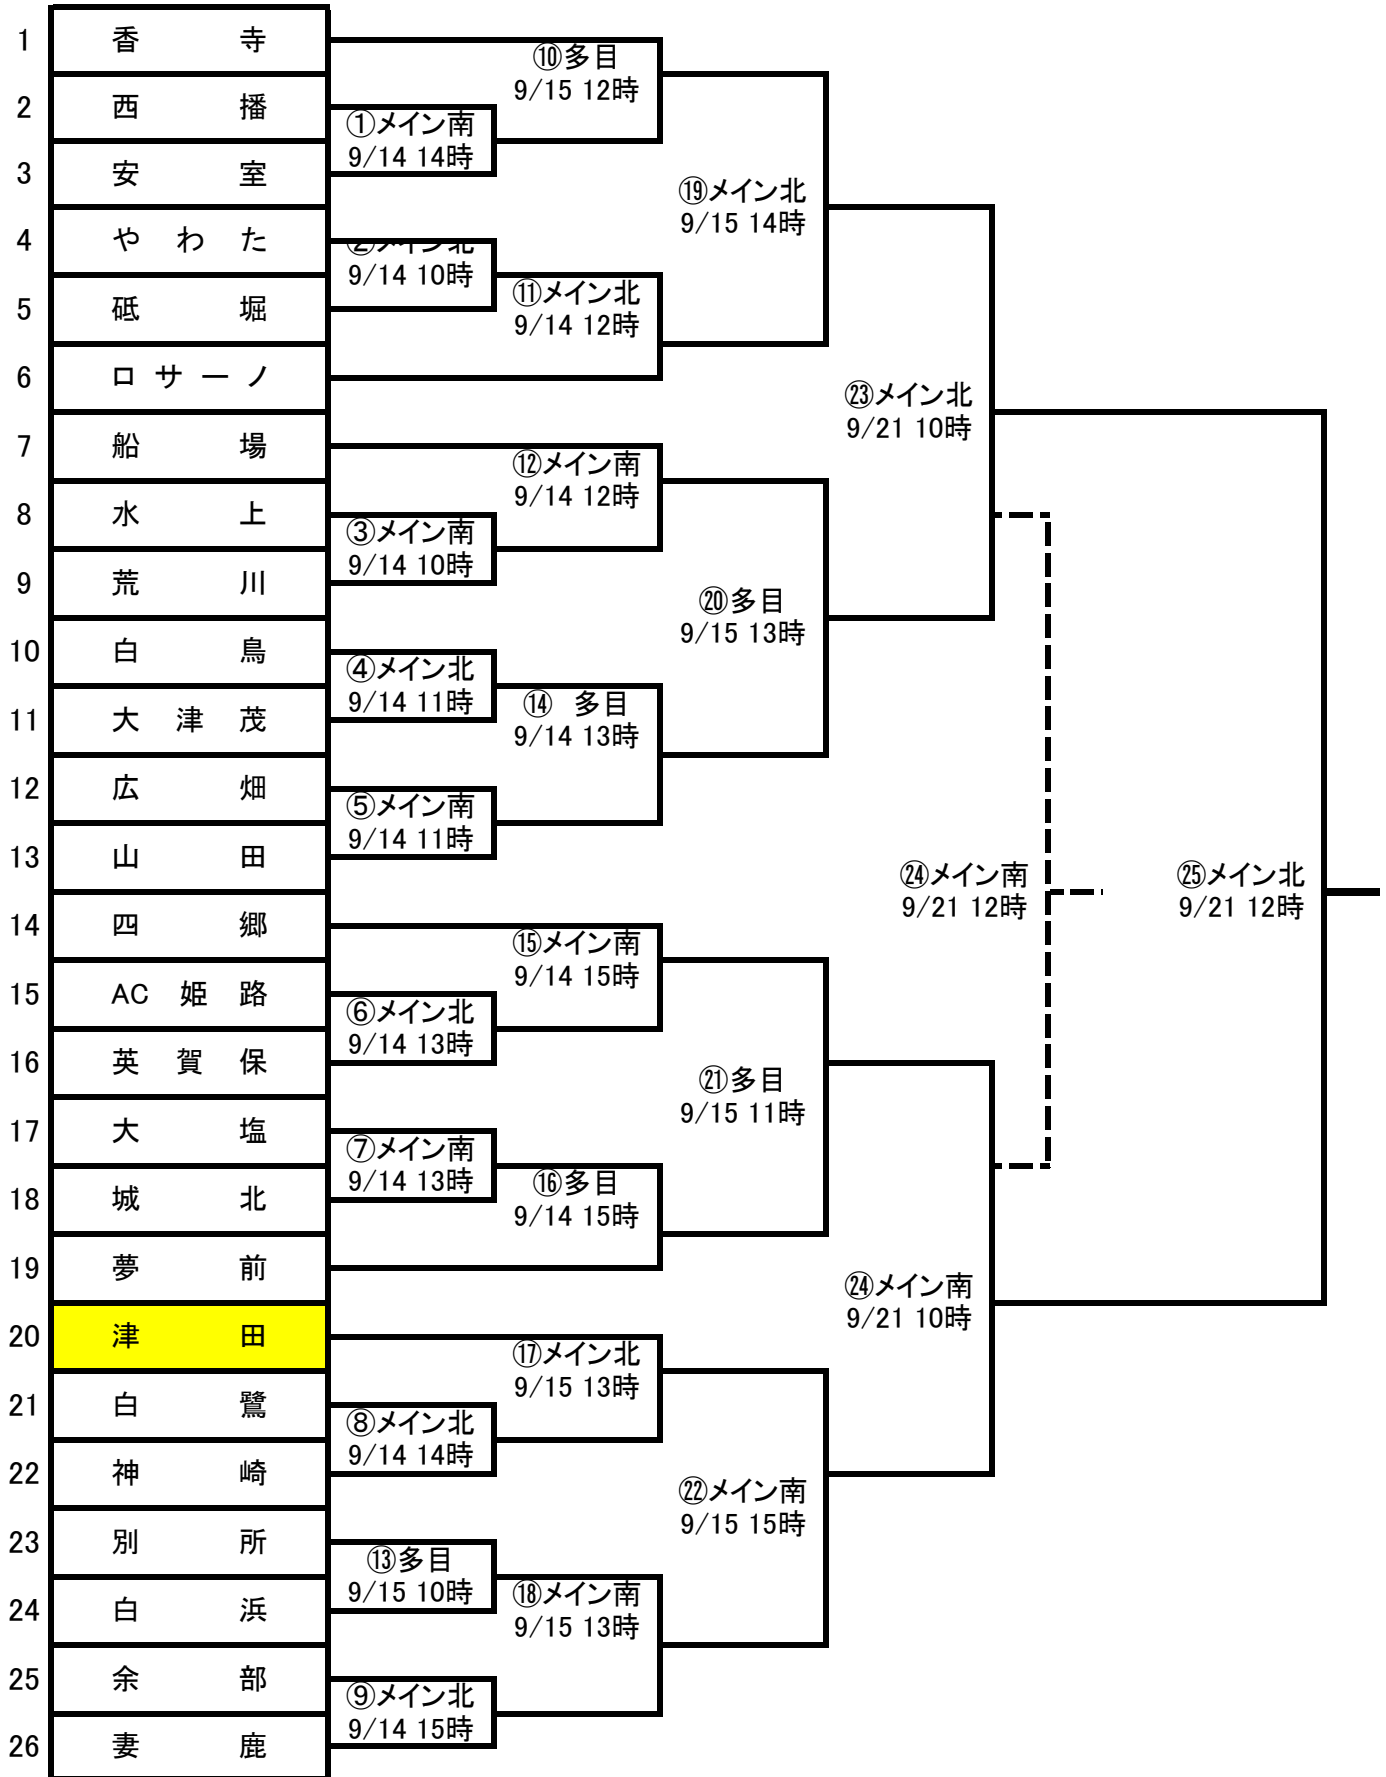 1 香寺
2 西播
3 安室
4 やわた
5 砥堀
6 ロサーノ
7 船場
8 水上
9 荒川
10 白鳥
11 大津茂
12 広畑
13 山田
14 四郷
15 AC姫路
16 英賀保
17 大塩
18 城北
19 夢前
20 津田
21 白鷺
22 神崎
23 別所
24 白浜
25 余部
26 妻鹿
①メイン南
9/14 14時
②メイン北
9/14 10時
③メイン南
9/14 10時
④メイン北
9/14 11時
⑤メイン南
9/14 11時
⑥メイン北
9/14 13時
⑦メイン南
9/14 13時
⑧メイン北
9/14 14時
⑬多目
9/15 10時
⑨メイン北
9/14 15時
⑩多目
9/15 12時
⑪メイン北
9/14 12時
⑫メイン南
9/14 12時
⑭ 多目
9/14 13時
⑮メイン南
9/14 15時
⑯多目
9/14 15時
⑰メイン北
9/15 13時
⑱メイン南
9/15 13時
⑲メイン北
9/15 14時
⑳多目
9/15 13時
㉑多目
9/15 11時
㉒メイン南
9/15 15時
㉓メイン北
9/21 10時
㉔メイン南
9/21 10時
㉔メイン南
9/21 12時
㉕メイン北
9/21 12時